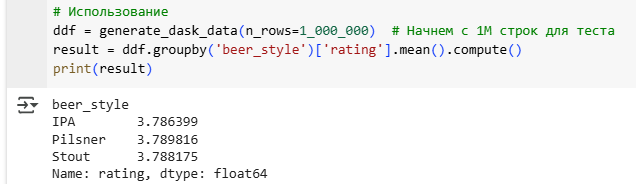 # Использование
ddf = generate_dask_data(n_rows=1_000_000)  # Начнем с 1M строк для теста
result = ddf.groupby('beer_style')['rating'].mean().compute()
print(result)
beer_style
IPA        3.786399
Pilsner    3.789816
Stout      3.788175
Name: rating, dtype: float64